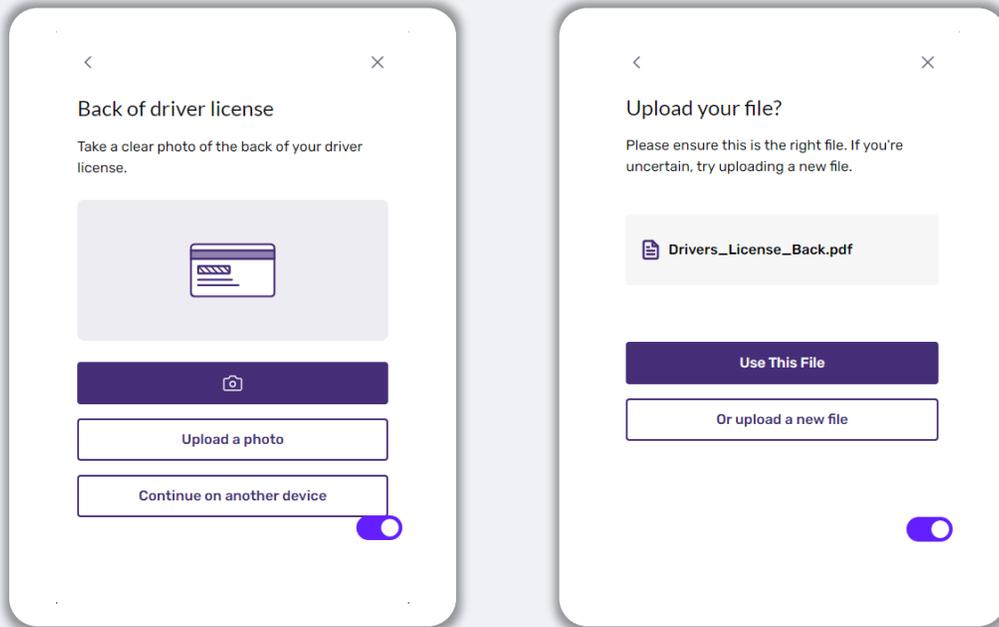 Back of driver license
Take a clear photo of the back of your driver
license.
Upload a photo
Continue on another device
Upload your file?
Please ensure this is the right file. If you're
uncertain, try uploading a new file.
Drivers_License_Back.pdf
Use This File
Or upload a new file